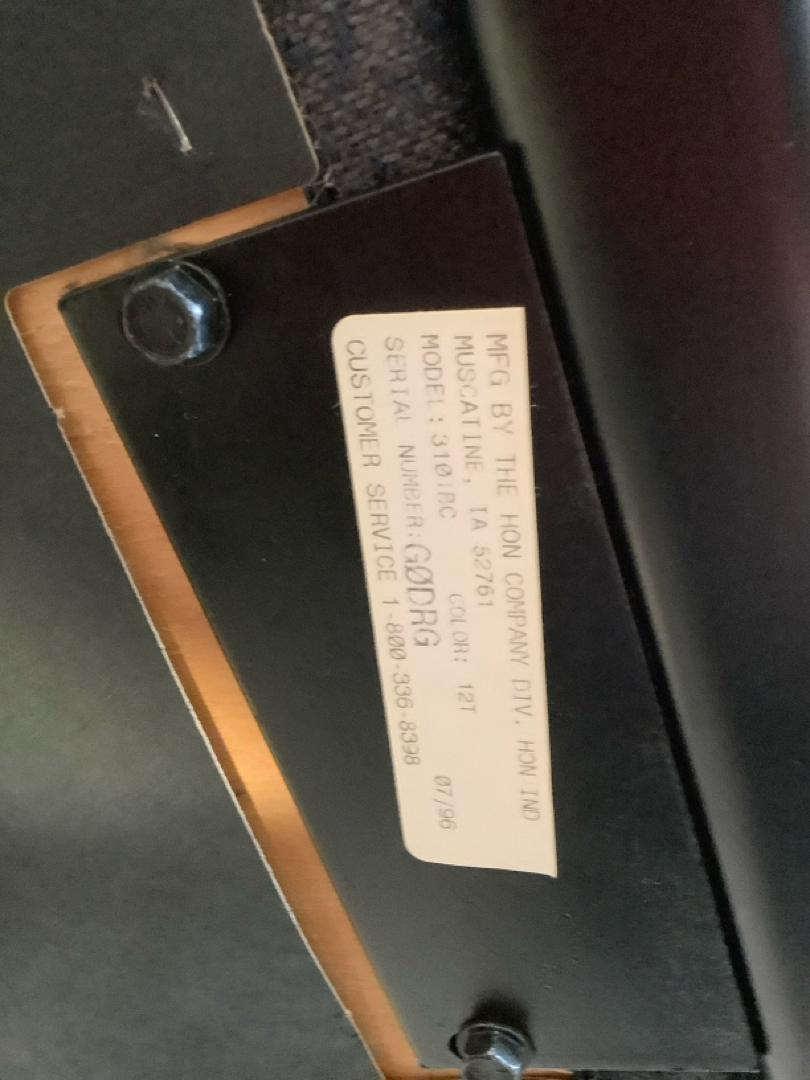 MFG BY THE HON COMPANY DIV. HON IND
MUSCATINE, IA 52761
MODEL: 3101BC COLOR: 12T
SERIAL NUMBER: GØDRG 07/96
CUSTOMER SERVICE 1-800-336-8398